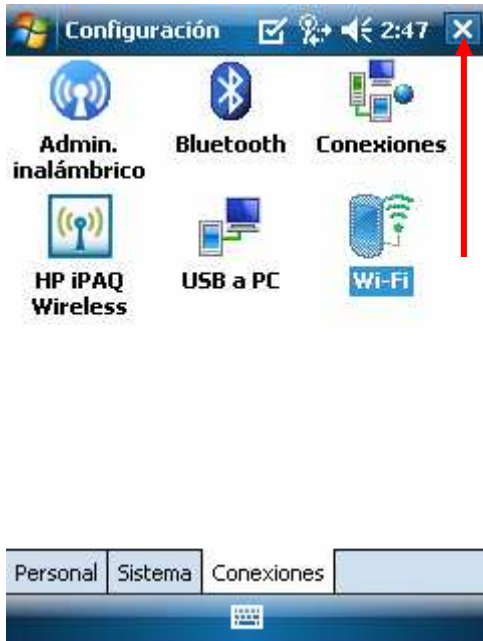 Configuración 2:47
Admin.
inalámbrico
Bluetooth
Conexiones
HP iPAQ
Wireless
USB a PC
Wi-Fi
Personal Sistema Conexiones